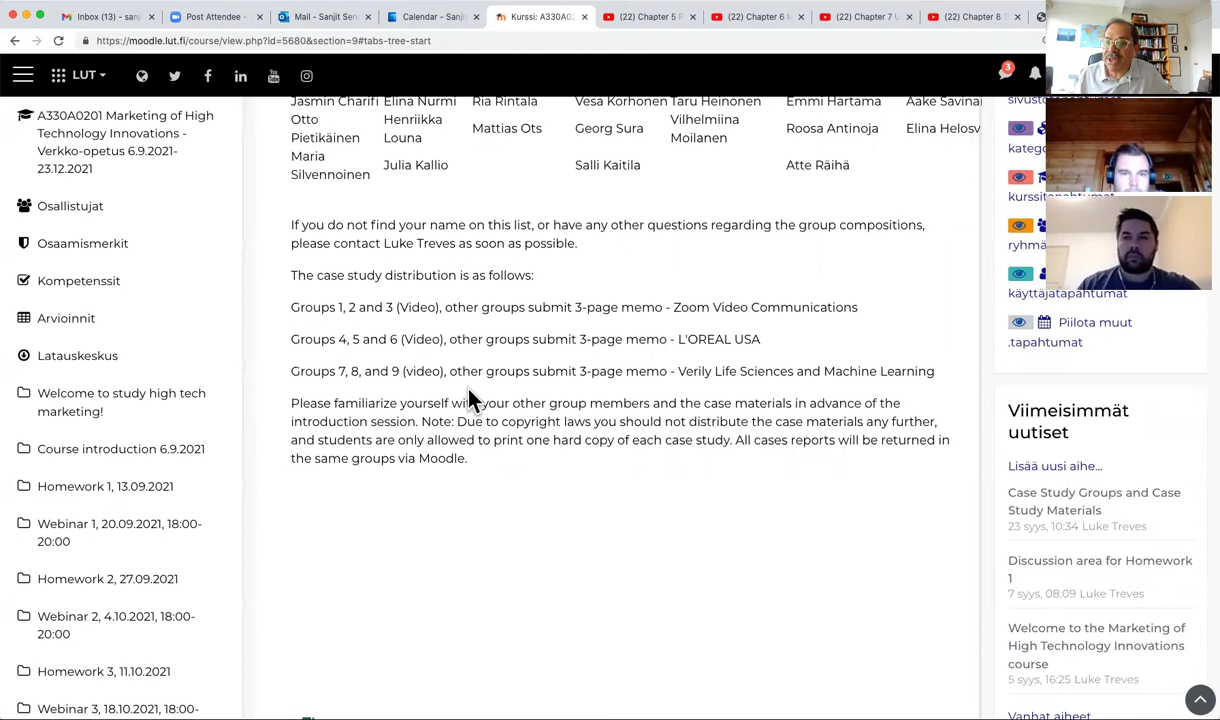 Inbox (13) - sanj
Post Attendee -
Mail - Sanjit Sen
Calendar - Sanjit
Kurssi: A330A02
(22) Chapter 5 P
(22) Chapter 6 M
(22) Chapter 7 L
(22) Chapter 8
https://moodle.lut.fi/course/view.php?id=5680&section=9#tabs-tree-start
LUT
3
A330A0201 Marketing of High
Technology Innovations -
Verkko-opetus 6.9.2021-
23.12.2021
Osallistujat
Osaamismerkit
Kompetenssit
Arvioinnit
Latauskeskus
Welcome to study high tech
marketing!
Course introduction 6.9.2021
Homework 1, 13.09.2021
Webinar 1, 20.09.2021, 18:00-
20:00
Homework 2, 27.09.2021
Webinar 2, 4.10.2021, 18:00-
20:00
Homework 3, 11.10.2021
Webinar 3, 18.10.2021, 18:00-
Jasmin Charifi Elina Nurmi Ria Rintala Vesa Korhonen Taru Heinonen Emmi Hartama Aake Savina
Otto Henriikka Vilhelmiina
Mattias Ots Georg Sura Roosa Antinoja Elina Helosv
Pietikäinen Louna Moilanen
Maria
Julia Kallio Salli Kaitila Atte Räihä
Silvennoinen
If you do not find your name on this list, or have any other questions regarding the group compositions,
please contact Luke Treves as soon as possible.
The case study distribution is as follows:
Groups 1, 2 and 3 (Video), other groups submit 3-page memo - Zoom Video Communications
Groups 4, 5 and 6 (Video), other groups submit 3-page memo - L'OREAL USA
Groups 7, 8, and 9 (video), other groups submit 3-page memo - Verily Life Sciences and Machine Learning
Please familiarize yourself with your other group members and the case materials in advance of the
introduction session. Note: Due to copyright laws you should not distribute the case materials any further,
and students are only allowed to print one hard copy of each case study. All cases reports will be returned in
the same groups via Moodle.
sivusto
katego
kurssitapahtumat
ryhmä
käyttäjätapahtumat
Piilota muut
.tapahtumat
Viimeisimmät
uutiset
Lisää uusi aihe...
Case Study Groups and Case
Study Materials
23 syys, 10:34 Luke Treves
Discussion area for Homework
1
7 syys, 08:09 Luke Treves
Welcome to the Marketing of
High Technology Innovations
course
5 syys, 16:25 Luke Treves
Vanhat aiheet